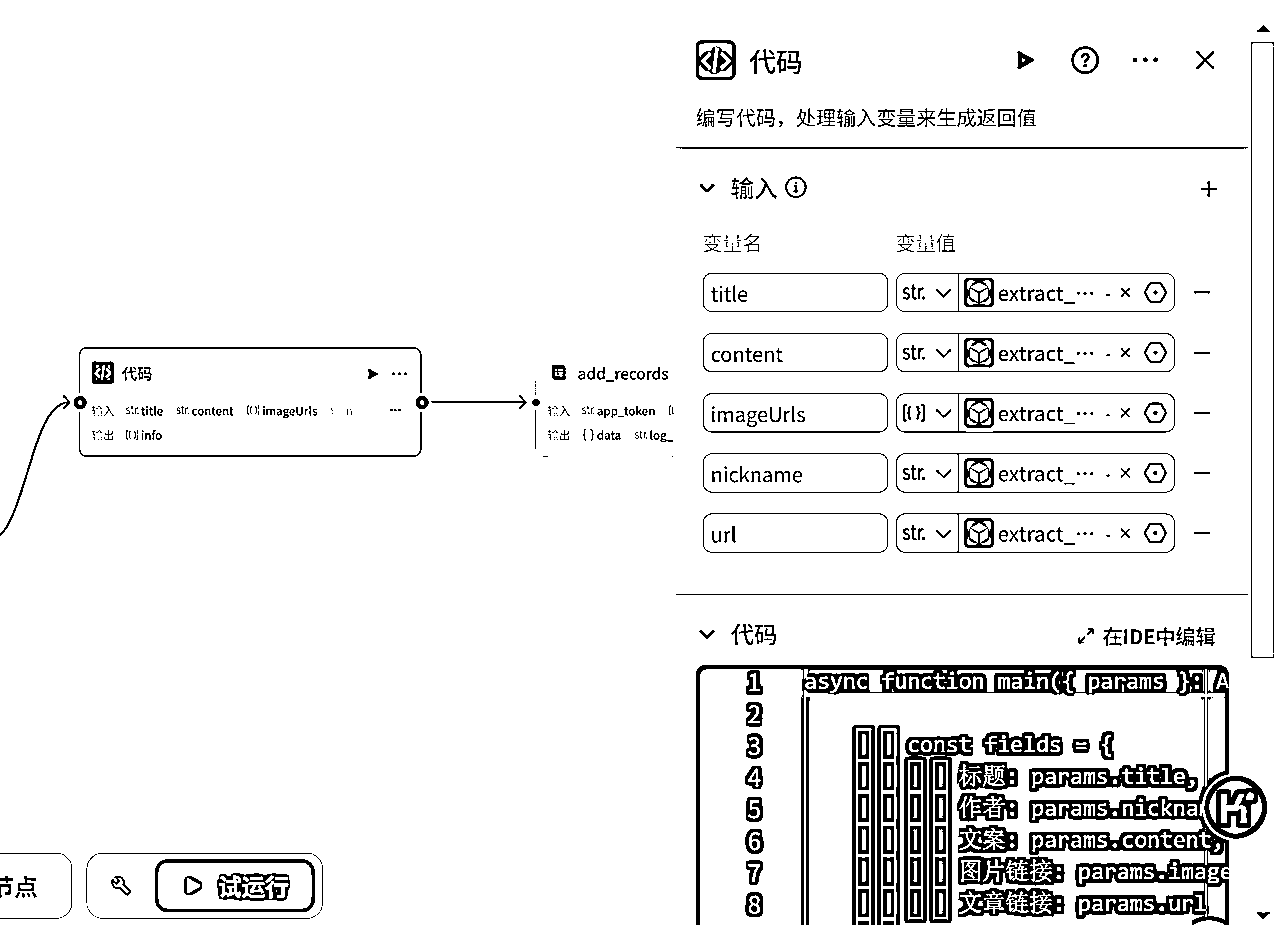 代码
编写代码，处理输入变量来生成返回值
输入
变量名 变量值
title str. extract_···
content str. extract_···
imageUrls [{}] extract_···
nickname str. extract_···
url str. extract_···
代码
在IDE中编辑
1 async function main({ params }: A
2
3 const fields = {
4 标题: params.title,
5 作者: params.nickna
6 文案: params.content,
7 图片链接: params.image
8 文章链接: params.url
代码
输入 str.title str.content [{}]imageUrls
输出 [{}]info
add_records
输入 str.app_token
输出 { }data str.log_
节点
试运行